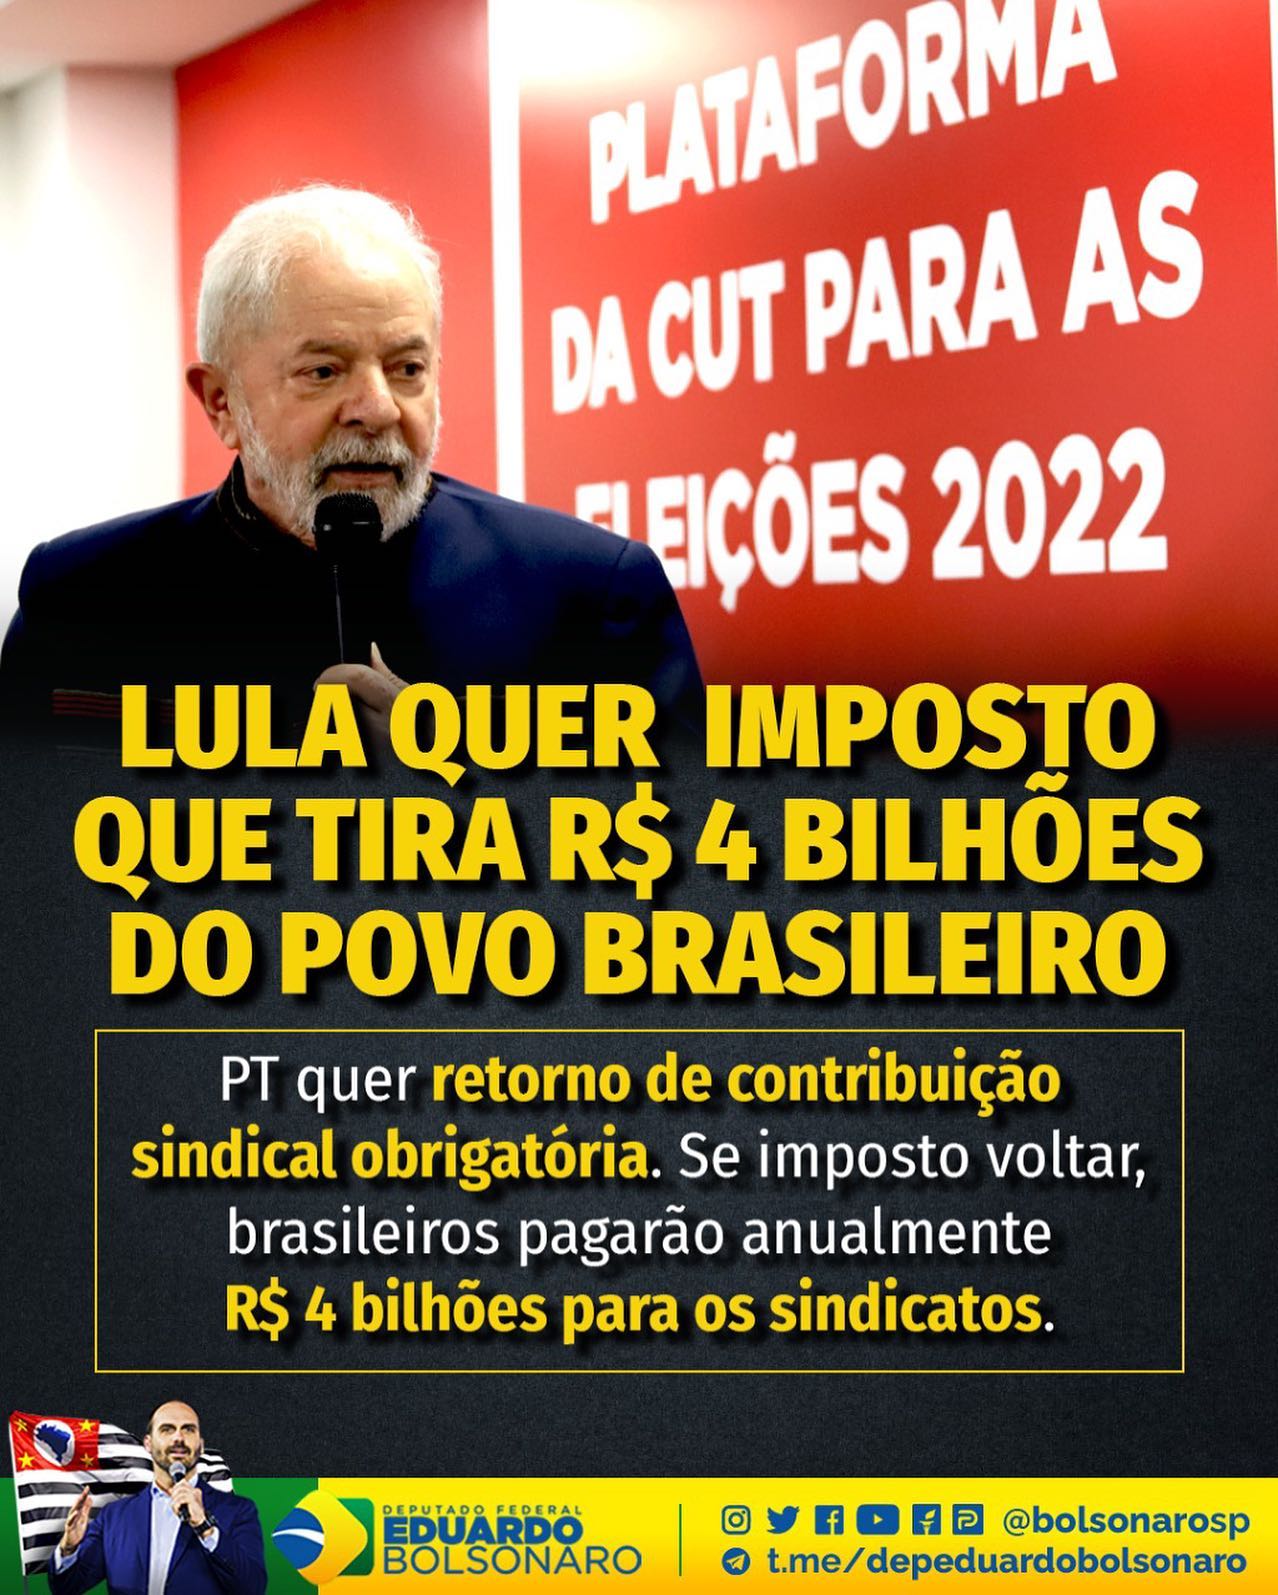 PLATAFORMA
DA CUT PARA AS
ELEIÇÕES 2022
LULA QUER IMPOSTO
QUE TIRA R$ 4 BILHÕES
DO POVO BRASILEIRO
PT quer retorno de contribuição
sindical obrigatória. Se imposto voltar,
brasileiros pagarão anualmente
R$ 4 bilhões para os sindicatos.
DEPUTADO FEDERAL
EDUARDO
BOLSONARO
@bolsonarosp
t.me/depeduardobolsonaro